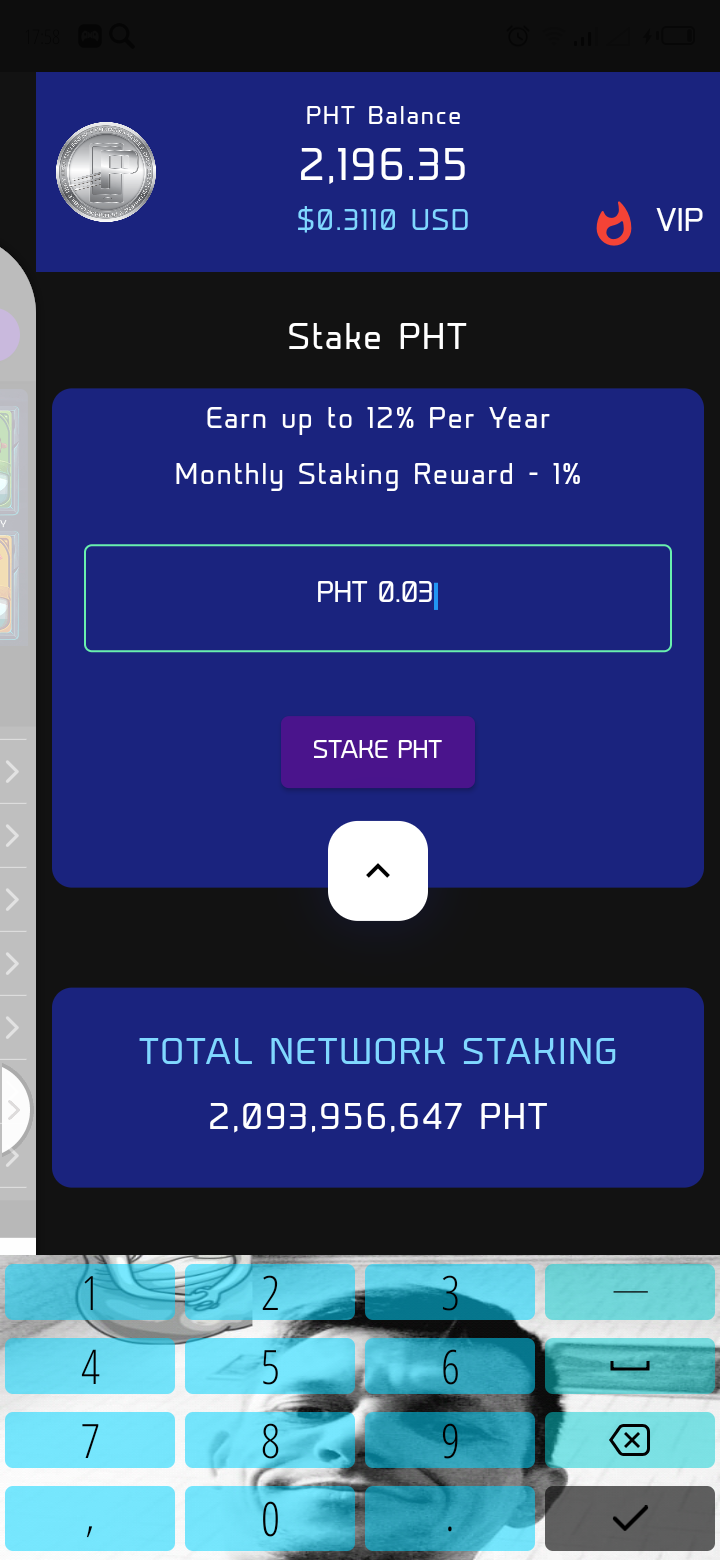 PHT Balance
2,196.35
$0.3110 USD
VIP
Stake PHT
Earn up to 12% Per Year
Monthly Staking Reward - 1%
PHT 0.03
STAKE PHT
TOTAL NETWORK STAKING
2,093,956,647 PHT
1 2 3 —
4 5 6
7 8 9
, 0 .